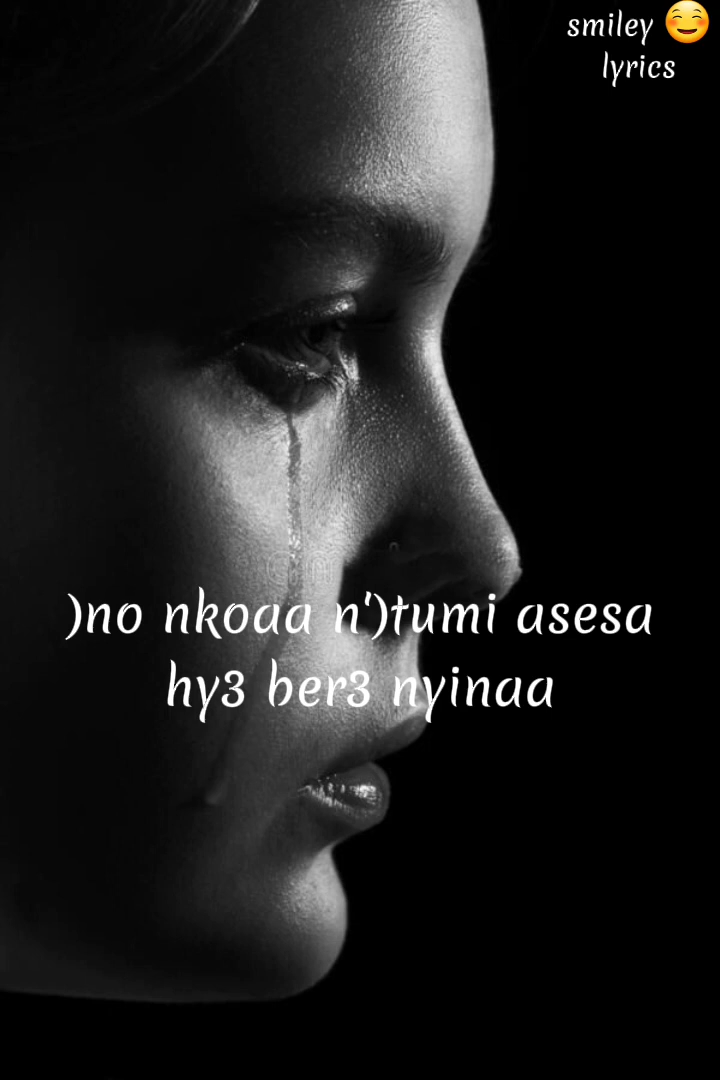 smiley 😊
lyrics
)no nkoaa n')tumi asesa
hy3 ber3 nyinaa